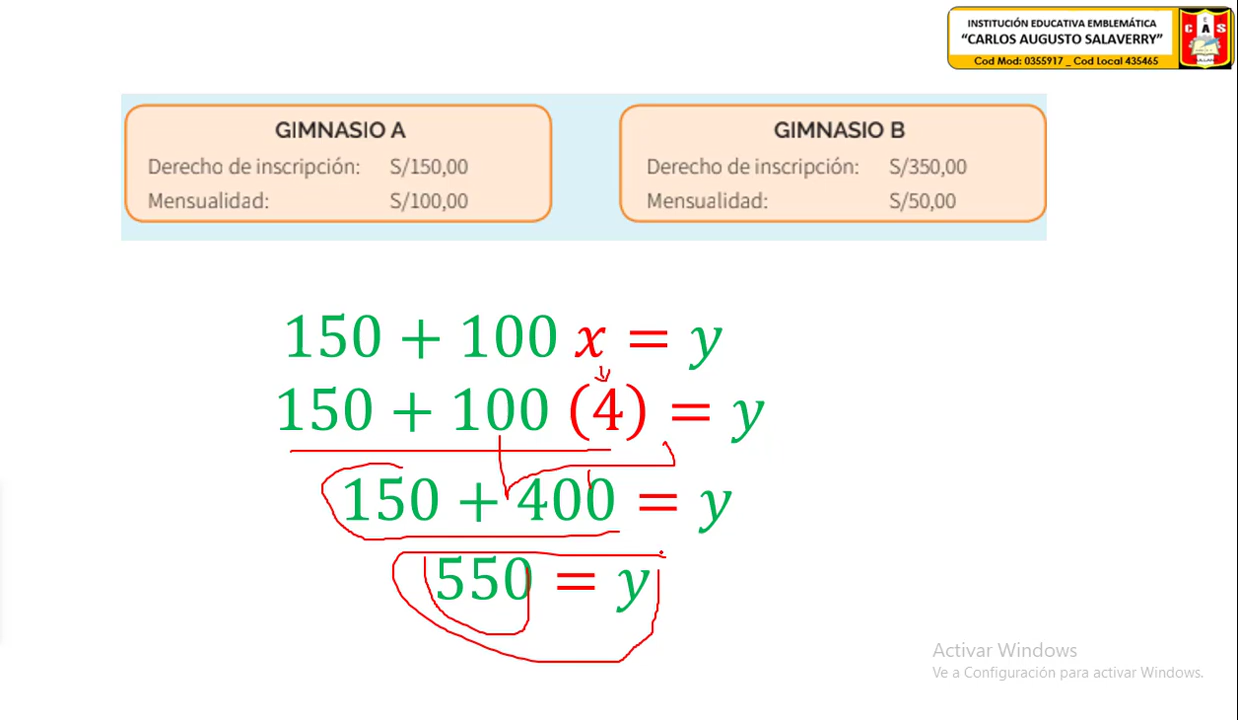 INSTITUCIÓN EDUCATIVA EMBLEMÁTICA
“CARLOS AUGUSTO SALAVERRY”
Cod Mod: 0355917 _ Cod Local 435465
C A S
GIMNASIO A
Derecho de inscripción: S/150,00
Mensualidad: S/100,00
GIMNASIO B
Derecho de inscripción: S/350,00
Mensualidad: S/50,00
150 + 100 x = y
150 + 100 (4) = y
150 + 400 = y
550 = y
Activar Windows
Ve a Configuración para activar Windows.